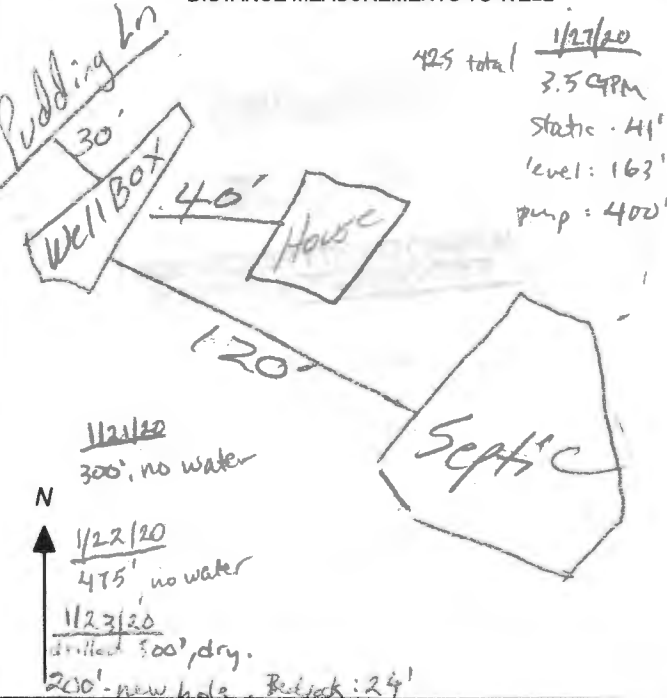 DISTANCE MEASUREMENTS TO WELL
Pudding Ln
30'
Well Box
40'
House
120'
Septic
425 total
1/27/20
3.5 GPM
static · 41'
level: 163'
pump: 400'
1/21/20
300', no water
N
1/22/20
475' no water
1/23/20
drilled 500', dry.
200' - new hole, Bedrock: 24'